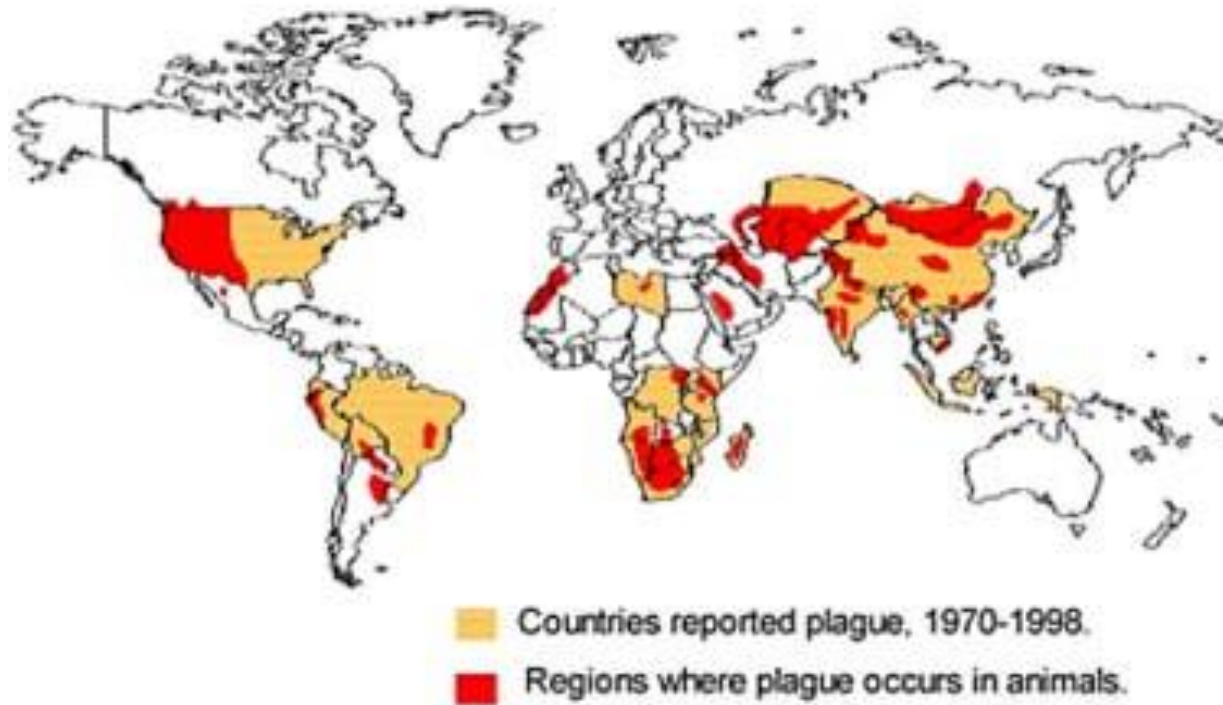 Countries reported plague, 1970-1998.
Regions where plague occurs in animals.